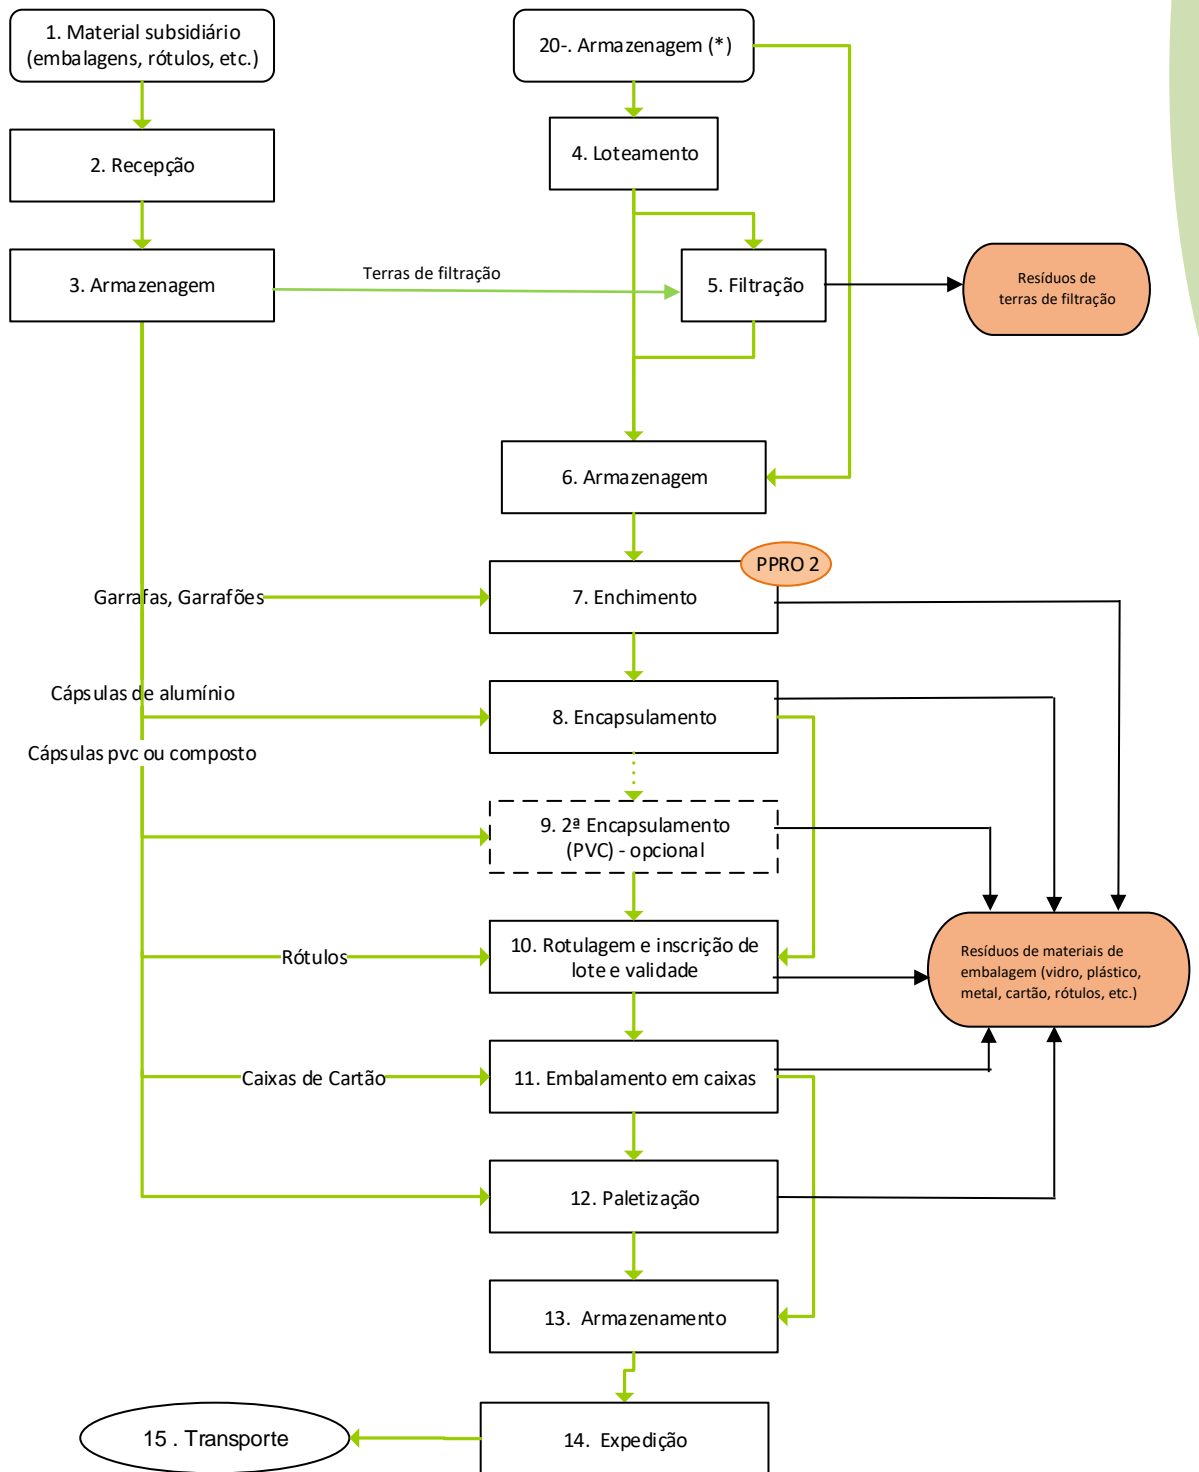 1. Material subsidiário
(embalagens, rótulos, etc.)
20-. Armazenagem (*)
2. Recepção
4. Loteamento
3. Armazenagem
Terras de filtração
5. Filtração
Resíduos de
terras de filtração
6. Armazenagem
PPRO 2
Garrafas, Garrafões
7. Enchimento
Cápsulas de alumínio
8. Encapsulamento
Cápsulas pvc ou composto
9. 2ª Encapsulamento
(PVC) - opcional
10. Rotulagem e inscrição de
lote e validade
Rótulos
Resíduos de materiais de
embalagem (vidro, plástico,
metal, cartão, rótulos, etc.)
Caixas de Cartão
11. Embalamento em caixas
12. Paletização
13. Armazenamento
14. Expedição
15 . Transporte